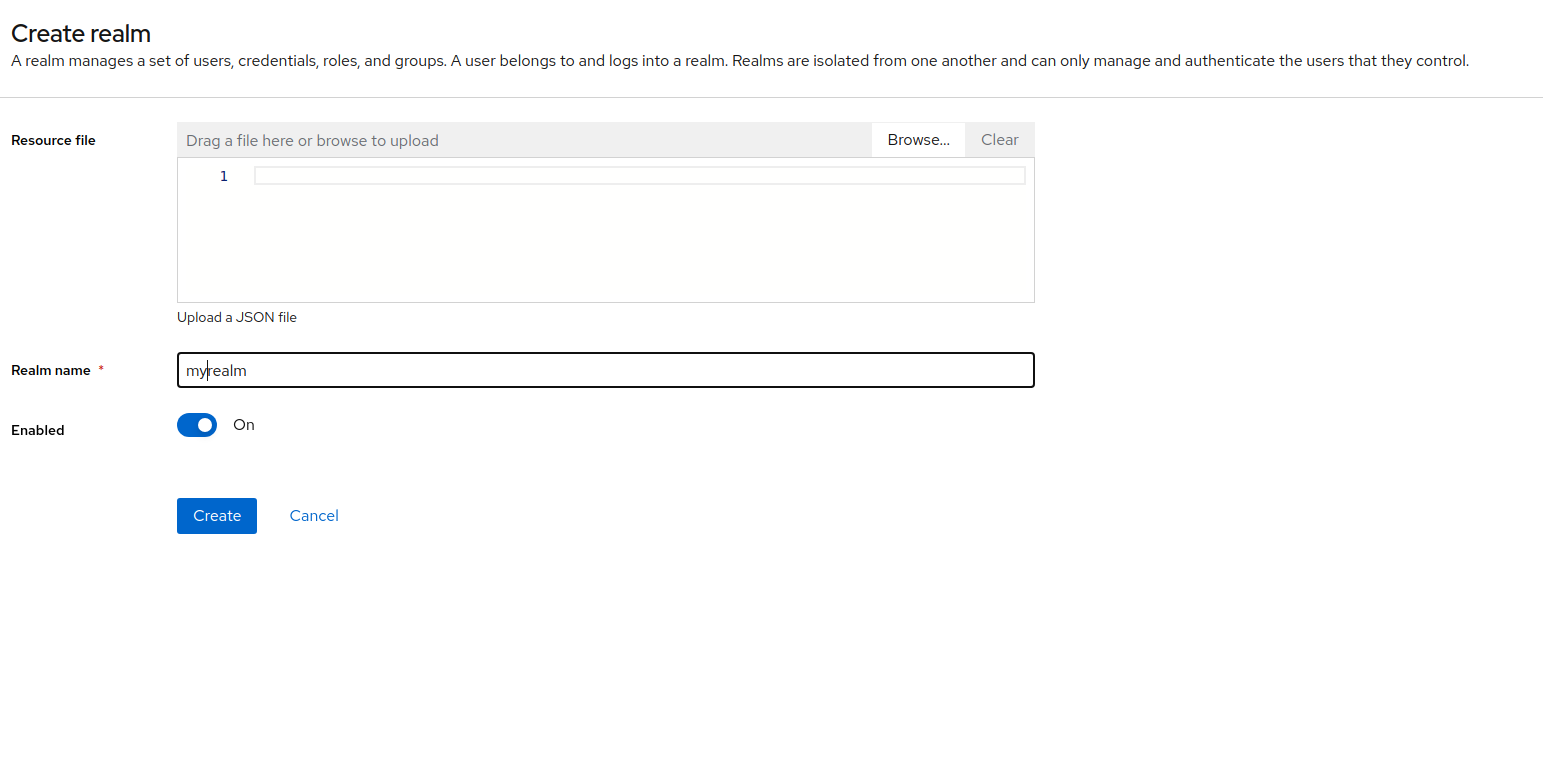 Create realm
A realm manages a set of users, credentials, roles, and groups. A user belongs to and logs into a realm. Realms are isolated from one another and can only manage and authenticate the users that they control.
Resource file
Drag a file here or browse to upload
Browse...
Clear
1
Upload a JSON file
Realm name *
myrealm
Enabled
On
Create
Cancel